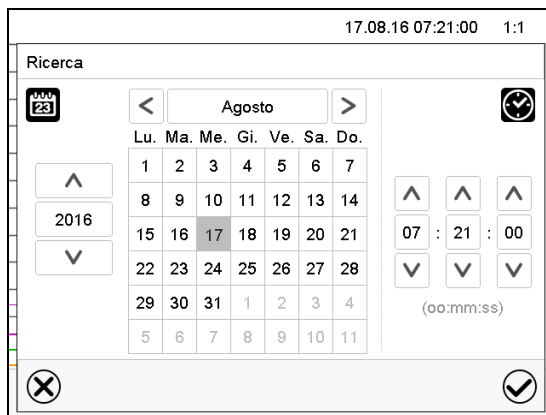 17.08.16 07:21:00 1:1
Ricerca
23 < Agosto >
Lu. Ma. Me. Gi. Ve. Sa. Do.
1 2 3 4 5 6 7
8 9 10 11 12 13 14
2016
15 16 17 18 19 20 21
07 : 21 : 00
22 23 24 25 26 27 28
29 30 31 1 2 3 4
(oo:mm:ss)
5 6 7 8 9 10 11